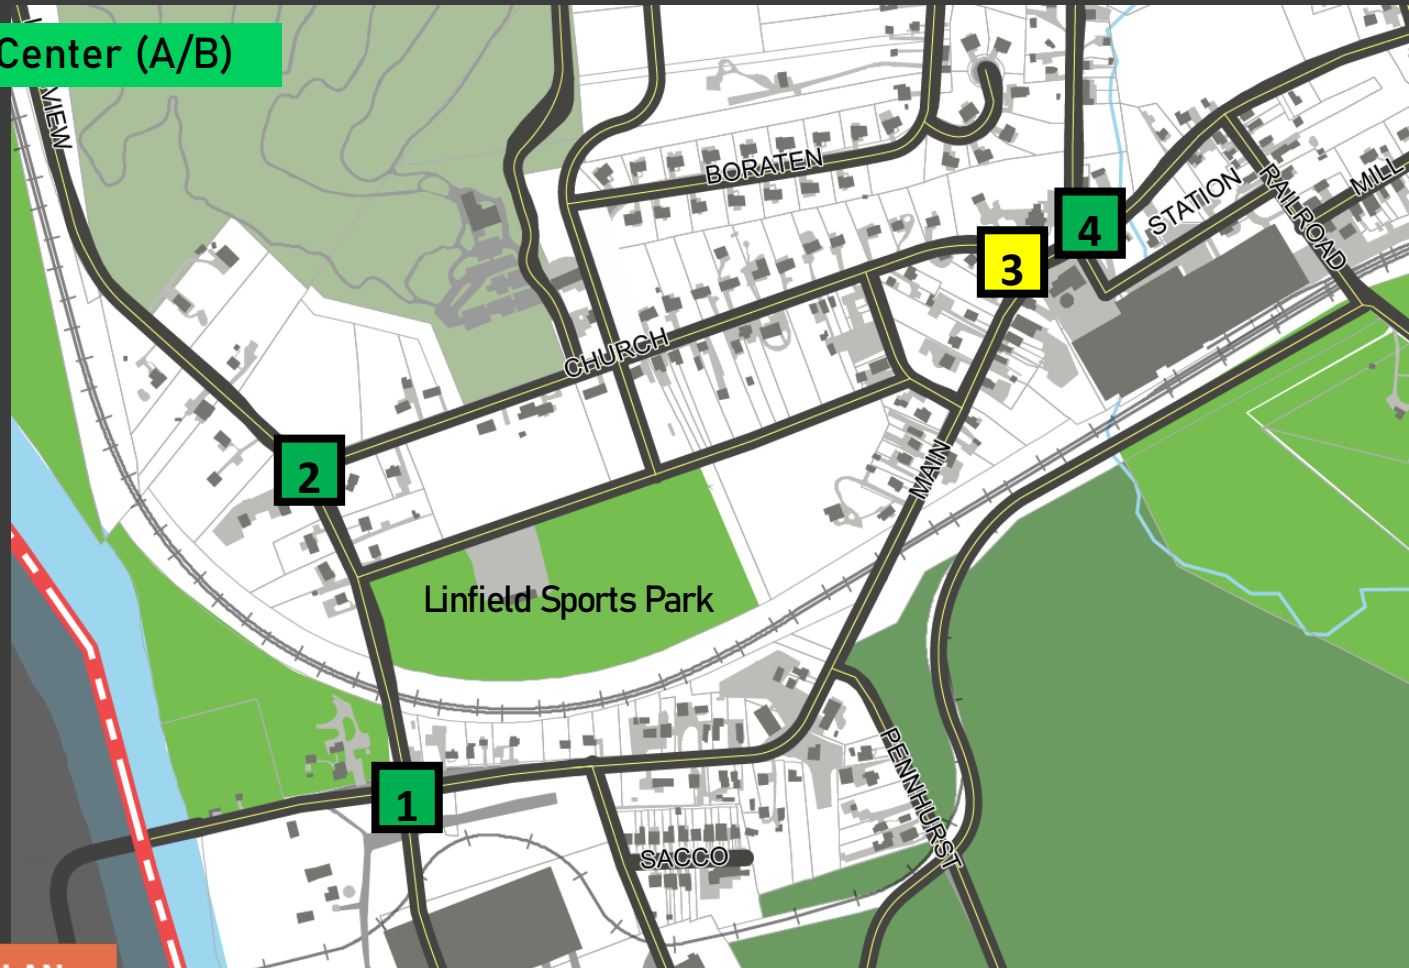 Center (A/B)
VIEW
BORATEN
STATION
RAILROAD
MILL
4
3
CHURCH
2
MAIN
Linfield Sports Park
PENNHURST
1
SACCO